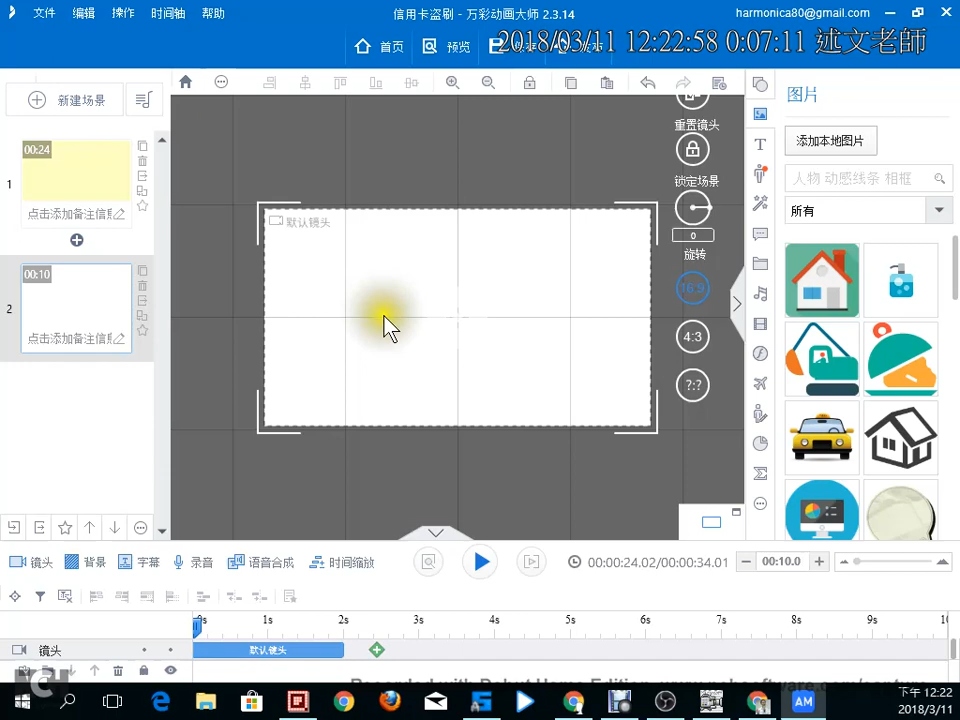 文件 编辑 操作 时间轴 帮助
信用卡盗刷 - 万彩动画大师 2.3.14
harmonica80@gmail.com
首页 预览
2018/03/11 12:22:58 0:07:11 述文老師
新建场景
重置镜头
图片
添加本地图片
1
00:24
锁定场景
人物 动感线条 相框
点击添加备注信息
默认镜头
0
所有
旋转
2
00:10
16:9
4:3
点击添加备注信息
?:?
镜头 背景 字幕 录音 语音合成 时间缩放
00:00:24.02/00:00:34.01
00:10.0
0s 1s 2s 3s 4s 5s 6s 7s 8s 9s 10
镜头
默认镜头
AM
下午 12:22
2018/3/11